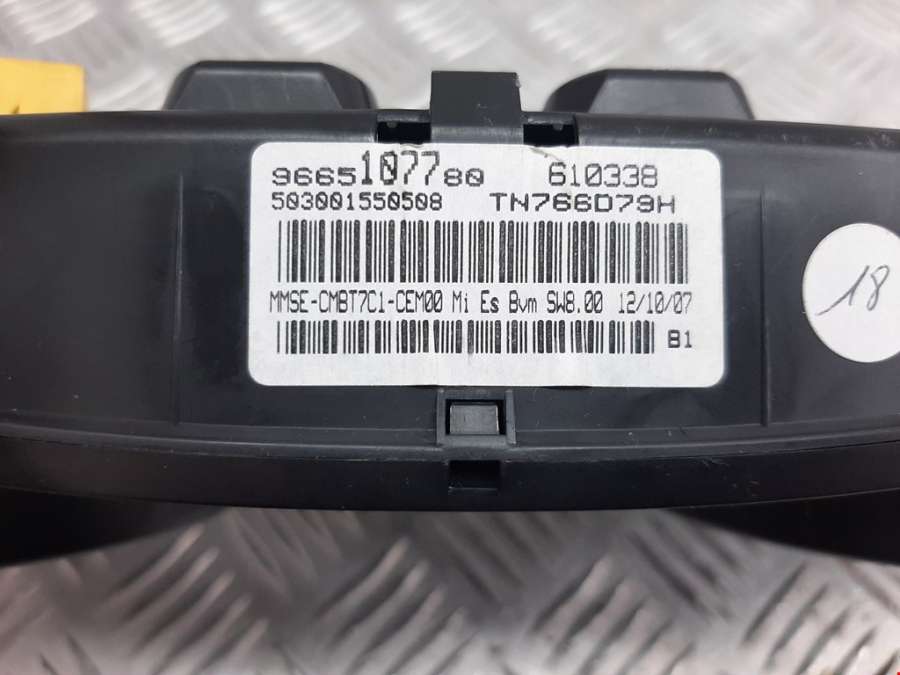 9665107780 610338
503001550508 TN766D79H
MMSE-CMBT7C1-CEM00 Mi Es Bvm SW8.00 12/10/07
B1
18